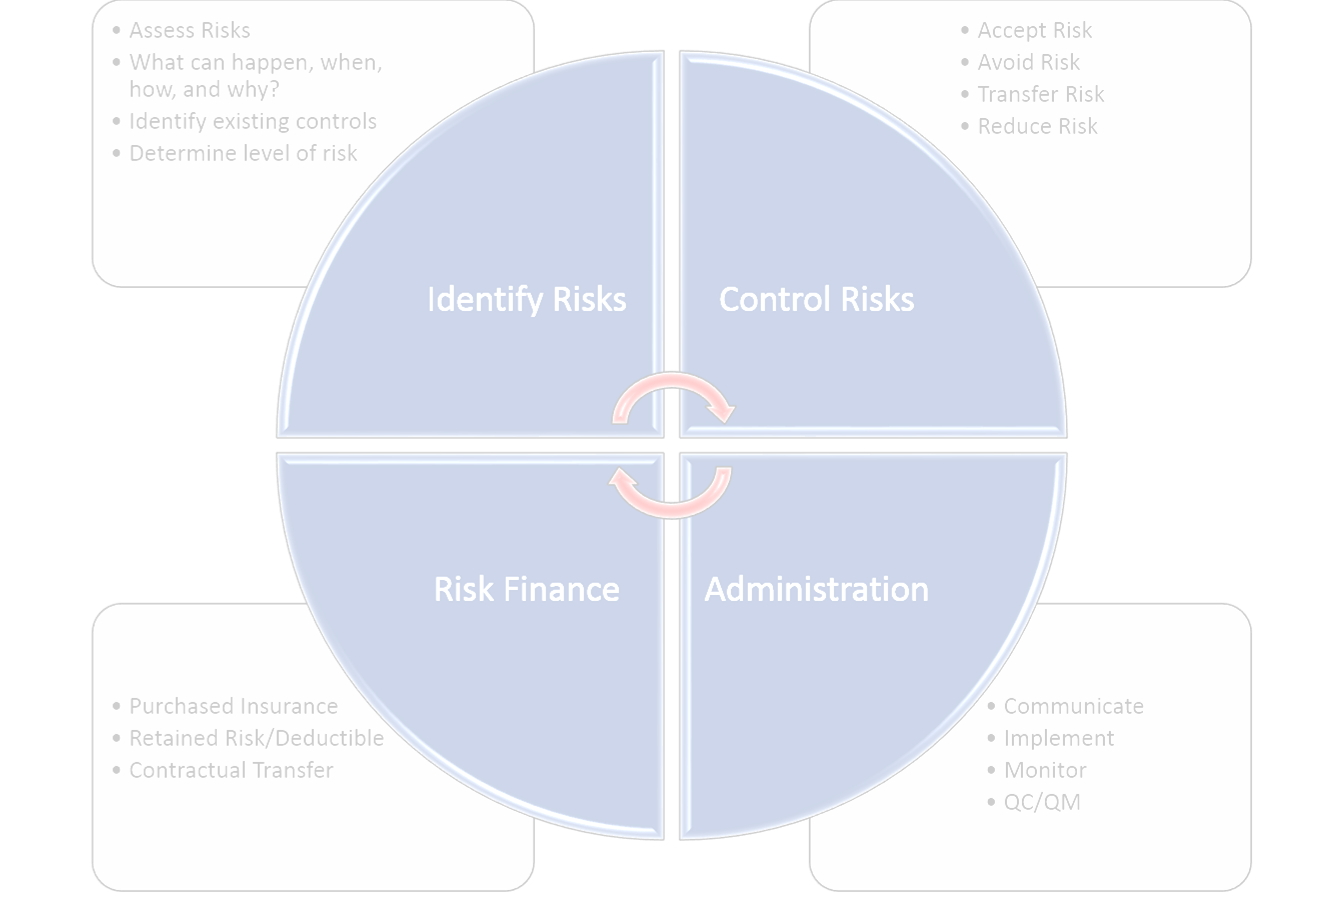 • Assess Risks
• What can happen, when,
how, and why?
• Identify existing controls
• Determine level of risk
• Accept Risk
• Avoid Risk
• Transfer Risk
• Reduce Risk
Identify Risks
Control Risks
Risk Finance
Administration
• Purchased Insurance
• Retained Risk/Deductible
• Contractual Transfer
• Communicate
• Implement
• Monitor
• QC/QM